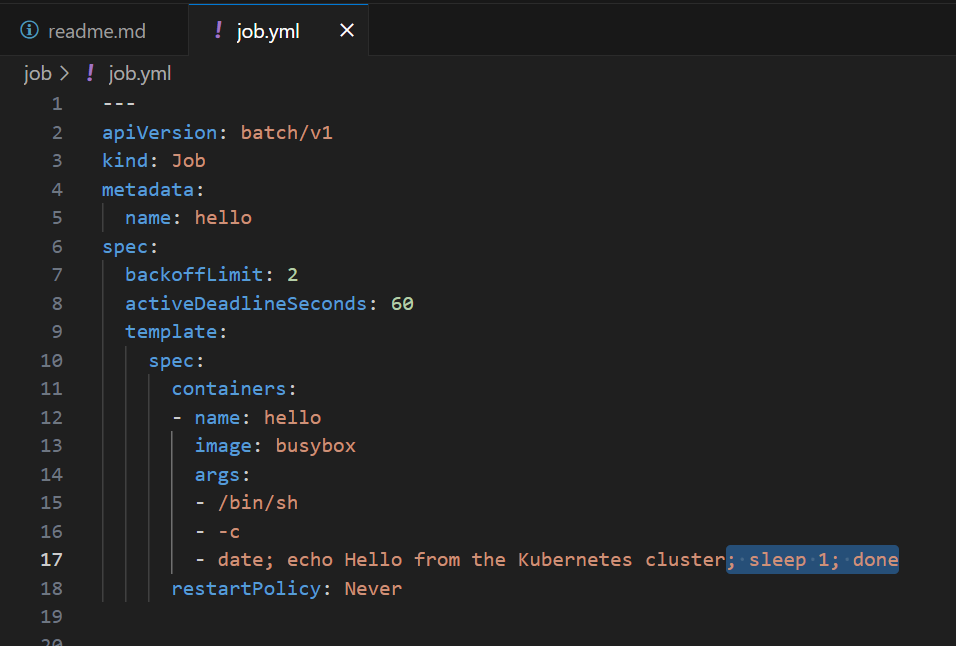 readme.md ! job.yml ×
job > ! job.yml
1 ---
2 apiVersion: batch/v1
3 kind: Job
4 metadata:
5   name: hello
6 spec:
7   backoffLimit: 2
8   activeDeadlineSeconds: 60
9   template:
10     spec:
11       containers:
12       - name: hello
13         image: busybox
14         args:
15         - /bin/sh
16         - -c
17         - date; echo Hello from the Kubernetes cluster; sleep 1; done
18       restartPolicy: Never
19
20